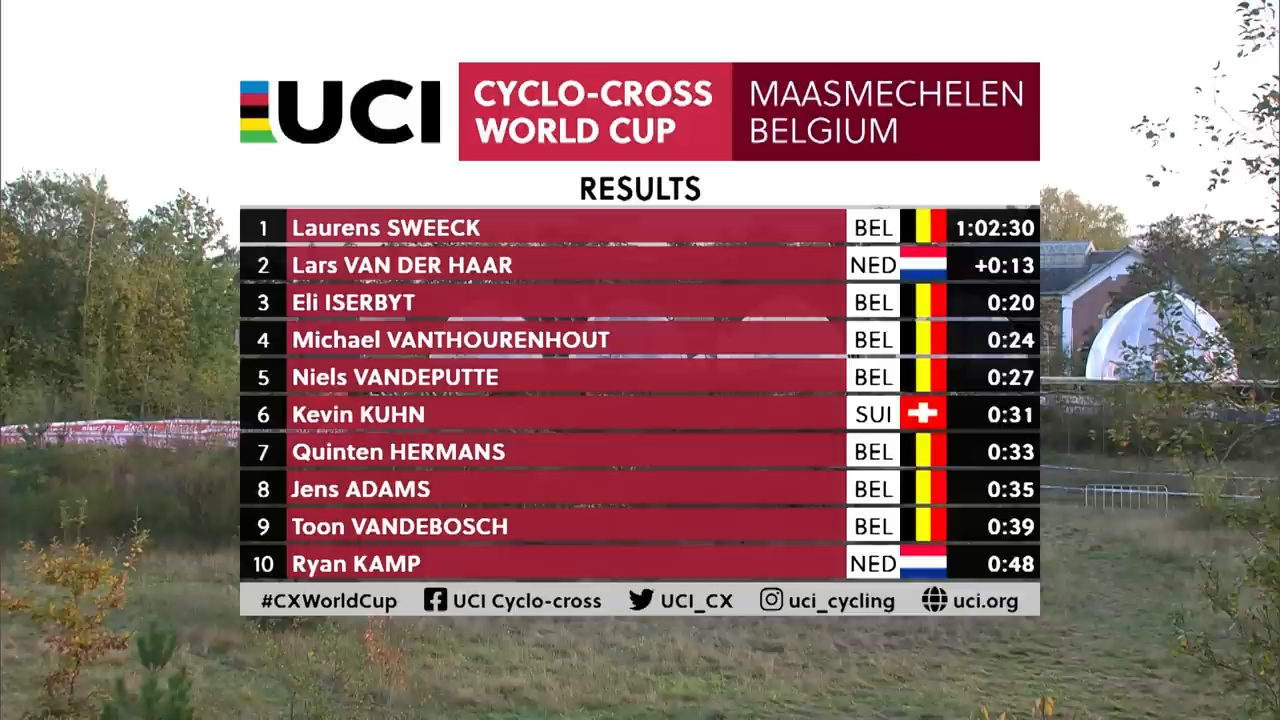 UCI
CYCLO-CROSS
WORLD CUP
MAASMECHELEN
BELGIUM
RESULTS
1 Laurens SWEECK BEL 1:02:30
2 Lars VAN DER HAAR NED +0:13
3 Eli ISERBYT BEL 0:20
4 Michael VANTHOURENHOUT BEL 0:24
5 Niels VANDEPUTTE BEL 0:27
6 Kevin KUHN SUI 0:31
7 Quinten HERMANS BEL 0:33
8 Jens ADAMS BEL 0:35
9 Toon VANDEBOSCH BEL 0:39
10 Ryan KAMP NED 0:48
#CXWorldCup UCI Cyclo-cross UCI_CX uci_cycling uci.org